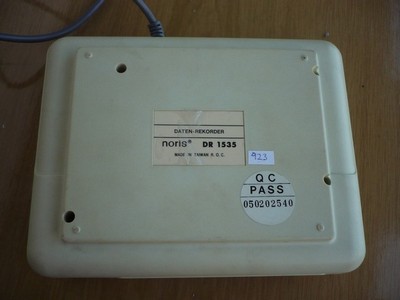 DATEN-REKORDER
noris® DR 1535
MADE IN TAIWAN R.O.C.
923
QC
PASS
050202540